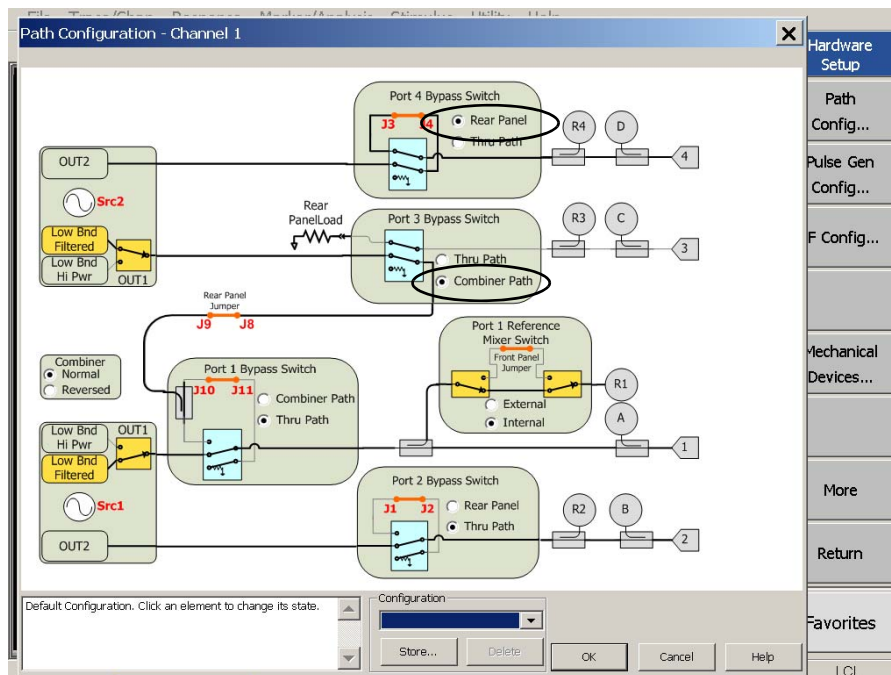 Path Configuration - Channel 1
Hardware
Setup
Path
Config...
Pulse Gen
Config...
F Config...
Mechanical
Devices...
More
Return
Favorites
LCL
Port 4 Bypass Switch
J3 J4
Rear Panel
Thru Path
R4
D
4
OUT2
Src2
Low Bnd
Filtered
Low Bnd
Hi Pwr
OUT1
Rear
PanelLoad
Port 3 Bypass Switch
Thru Path
Combiner Path
R3
C
3
Rear Panel
Jumper
J9 J8
Port 1 Reference
Mixer Switch
Front Panel
Jumper
External
Internal
R1
A
1
Combiner
Normal
Reversed
Port 1 Bypass Switch
J10 J11
Combiner Path
Thru Path
Low Bnd
Hi Pwr
OUT1
Low Bnd
Filtered
Src1
OUT2
Port 2 Bypass Switch
J1 J2
Rear Panel
Thru Path
R2
B
2
Default Configuration. Click an element to change its state.
Configuration
Store...
Delete
OK
Cancel
Help